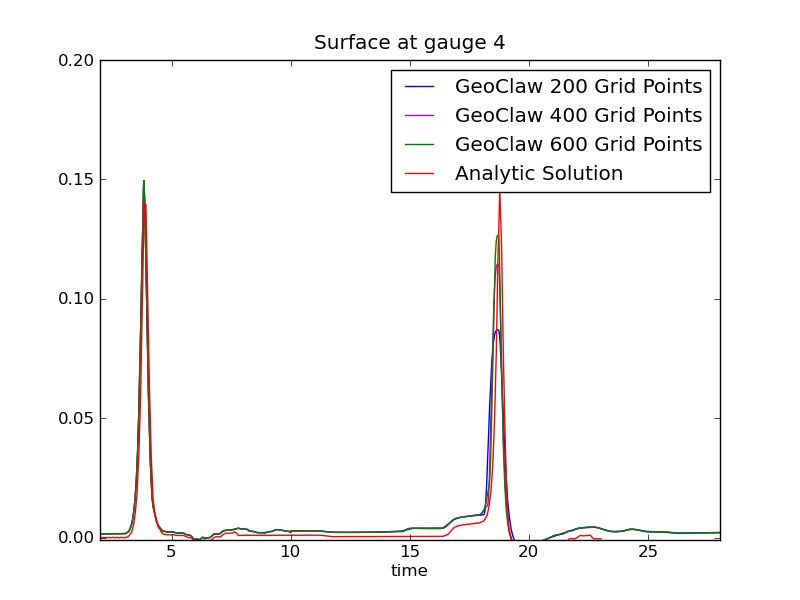 Surface at gauge 4
0.20
GeoClaw 200 Grid Points
GeoClaw 400 Grid Points
GeoClaw 600 Grid Points
Analytic Solution
0.15
0.10
0.05
0.00
5 10 15 20 25
time